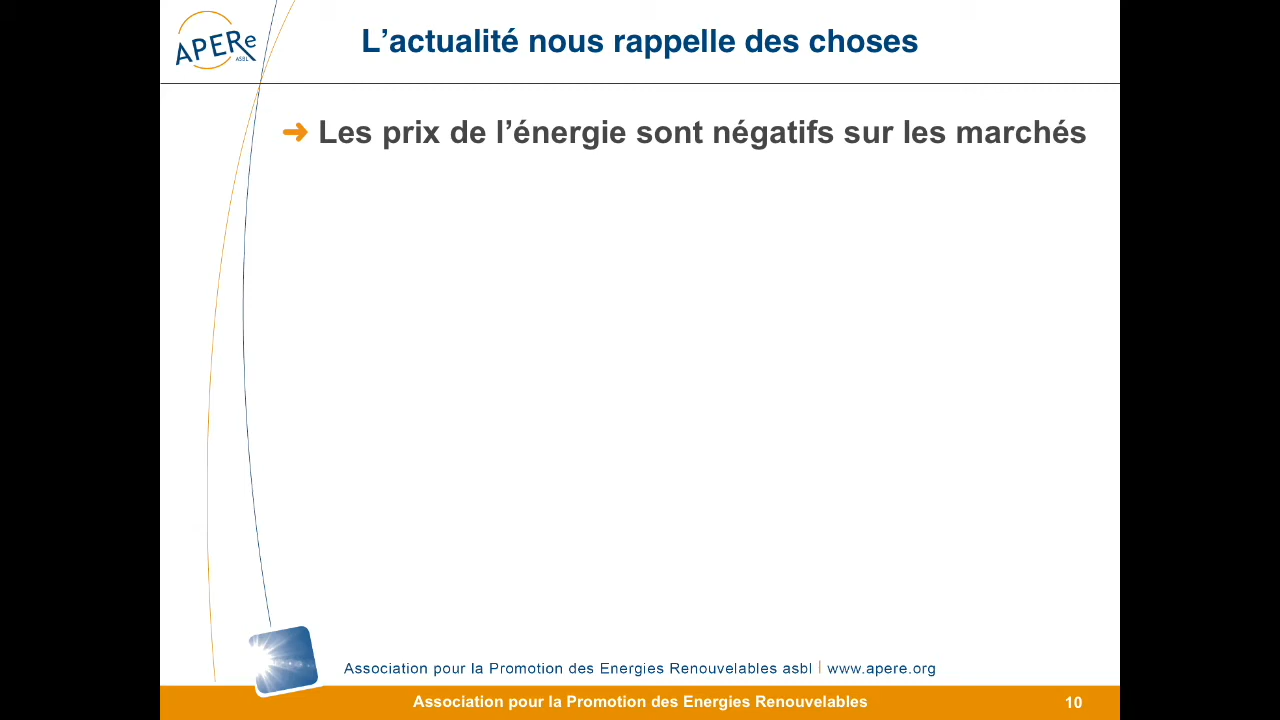 APERe
ASBL
L’actualité nous rappelle des choses
➜ Les prix de l’énergie sont négatifs sur les marchés
Association pour la Promotion des Energies Renouvelables asbl | www.apere.org
Association pour la Promotion des Energies Renouvelables
10